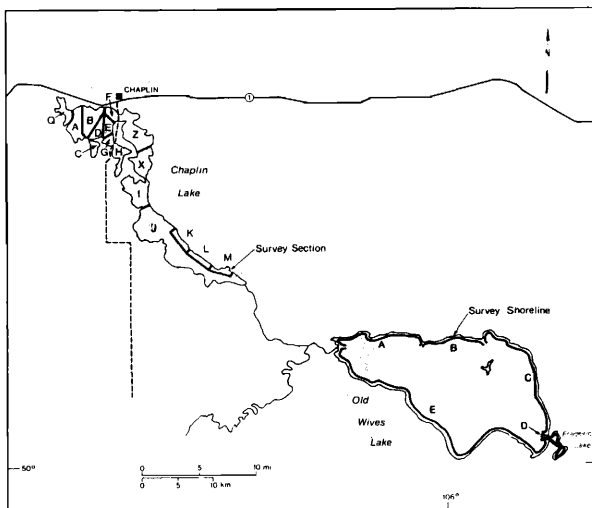 N
F
CHAPLIN
1
Q
A
B
E
D
Z
C
G
H
X
Chaplin
Lake
I
J
K
L
M
Survey Section
Survey Shoreline
A
B
C
Old
Wives
Lake
E
D
50°
0 5 10 mi
0 5 10 km
106°